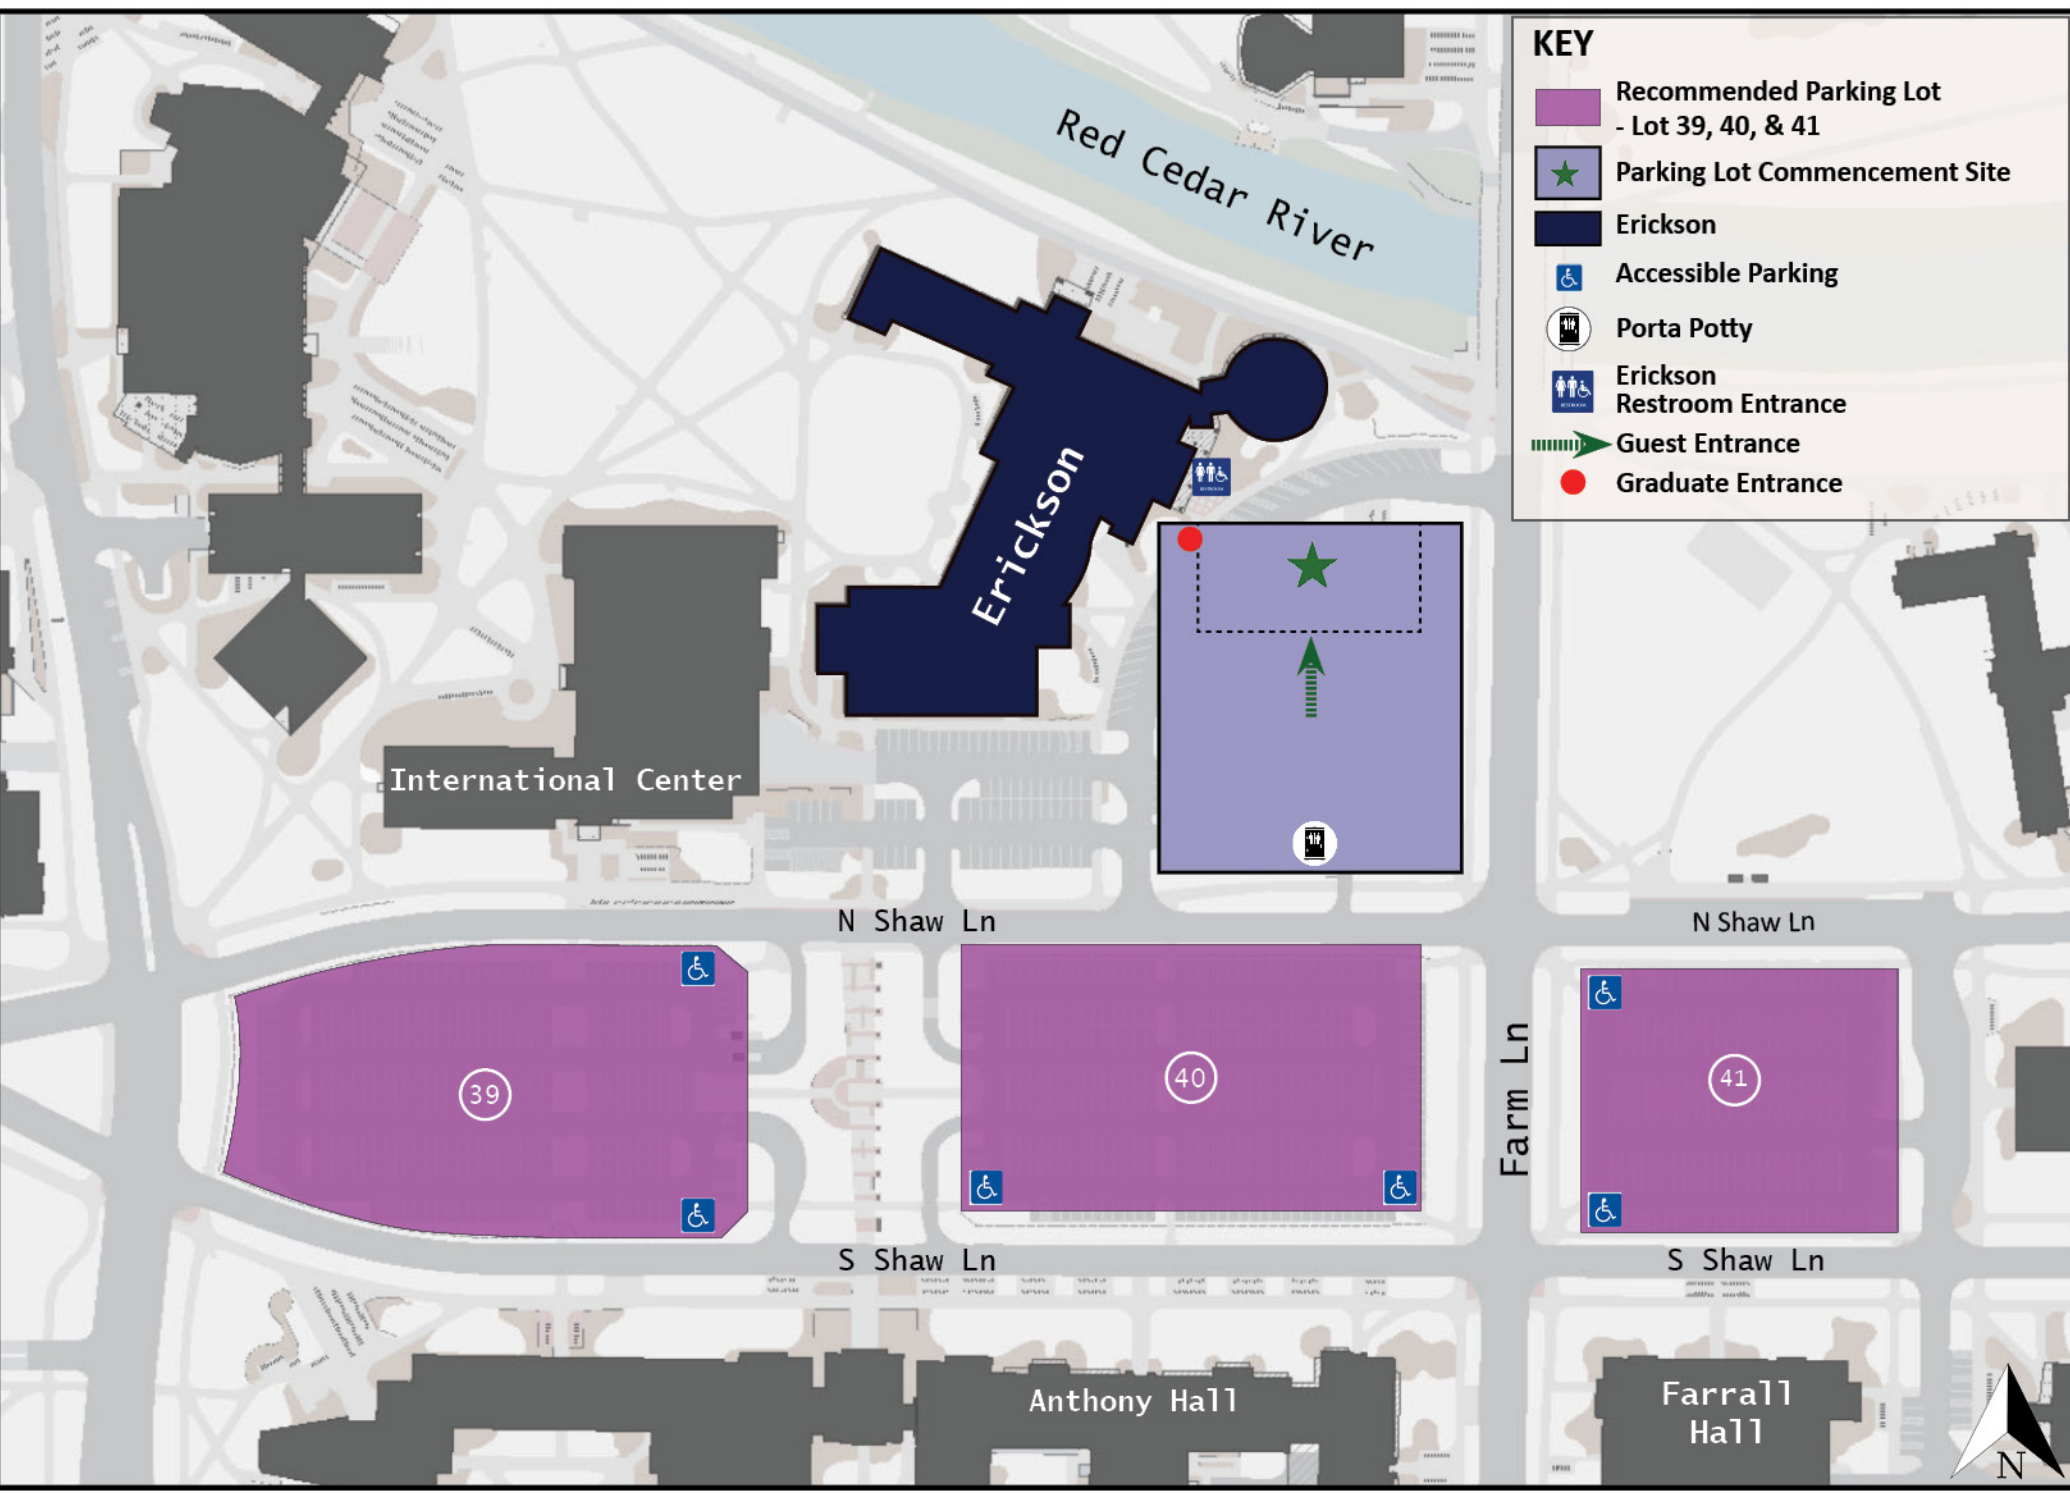 KEY
Recommended Parking Lot
- Lot 39, 40, & 41
Parking Lot Commencement Site
Erickson
Accessible Parking
Porta Potty
Erickson
Restroom Entrance
Guest Entrance
Graduate Entrance
Red Cedar River
Erickson
RESTROOM
International Center
N Shaw Ln
N Shaw Ln
39
40
41
Farm Ln
S Shaw Ln
S Shaw Ln
Anthony Hall
Farrall
Hall
N